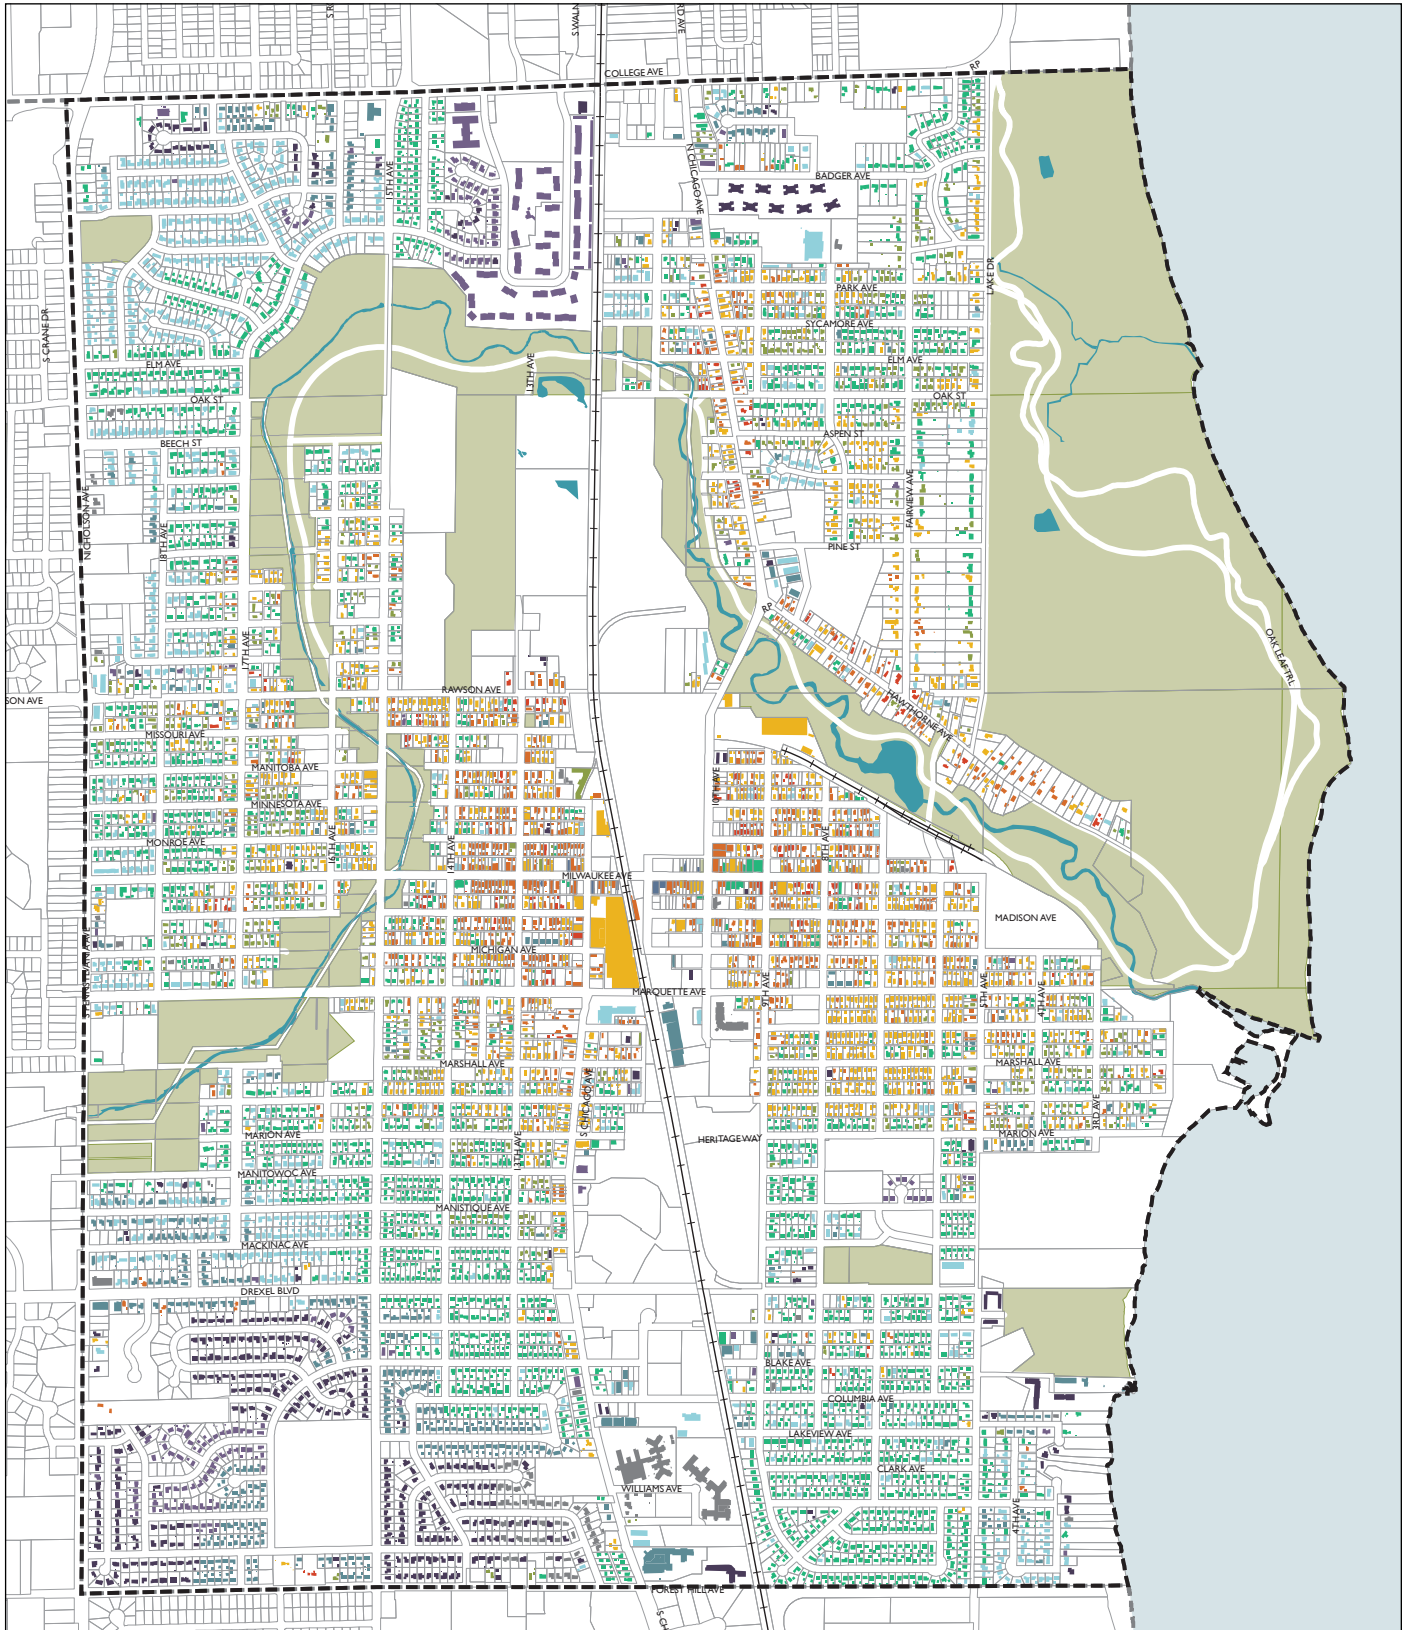 S WALN
RD AVE
COLLEGE AVE
RP
15TH AVE
N CHICAGO AVE
BADGER AVE
LAKE DR
PARK AVE
S CRANE DR
SYCAMORE AVE
ELM AVE
ELM AVE
13TH AVE
OAK ST
OAK ST
ASPEN ST
BEECH ST
NICHOLSON AVE
18TH AVE
FAIRVIEW AVE
PINE ST
RP
17TH AVE
OAK LEAF TRL
RAWSON AVE
SON AVE
HAWTHORNE AVE
MISSOURI AVE
MANITOBA AVE
10TH AVE
MINNESOTA AVE
MONROE AVE
16TH AVE
14TH AVE
8TH AVE
MILWAUKEE AVE
MADISON AVE
MICHIGAN AVE
MARQUETTE AVE
9TH AVE
5TH AVE
4TH AVE
MARSHALL AVE
MARSHALL AVE
S CHICAGO AVE
3RD AVE
MARION AVE
MARION AVE
HERITAGE WAY
13TH AVE
MANITOWOC AVE
MANISTIQUE AVE
MACKINAC AVE
DREXEL BLVD
BLAKE AVE
COLUMBIA AVE
LAKEVIEW AVE
CLARK AVE
WILLIAMS AVE
4TH AVE
FOREST HILL AVE
S CH